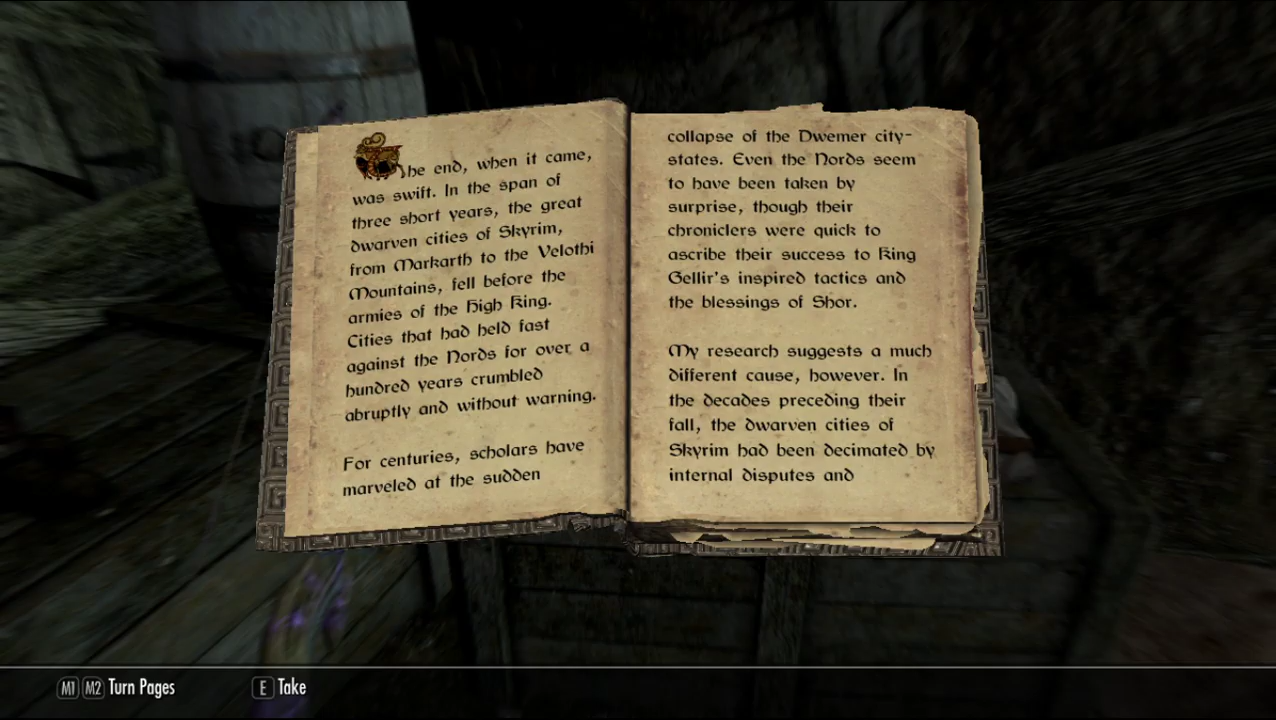 The end, when it came,
was swift. In the span of
three short years, the great
dwarven cities of Skyrim,
from Markarth to the Velothi
Mountains, fell before the
armies of the High King.
Cities that had held fast
against the Nords for over a
hundred years crumbled
abruptly and without warning.
For centuries, scholars have
marveled at the sudden
collapse of the Dwemer city-
states. Even the Nords seem
to have been taken by
surprise, though their
chroniclers were quick to
ascribe their success to King
Gellir's inspired tactics and
the blessings of Shor.
My research suggests a much
different cause, however. In
the decades preceding their
fall, the dwarven cities of
Skyrim had been decimated by
internal disputes and
M1 M2 Turn Pages
E Take